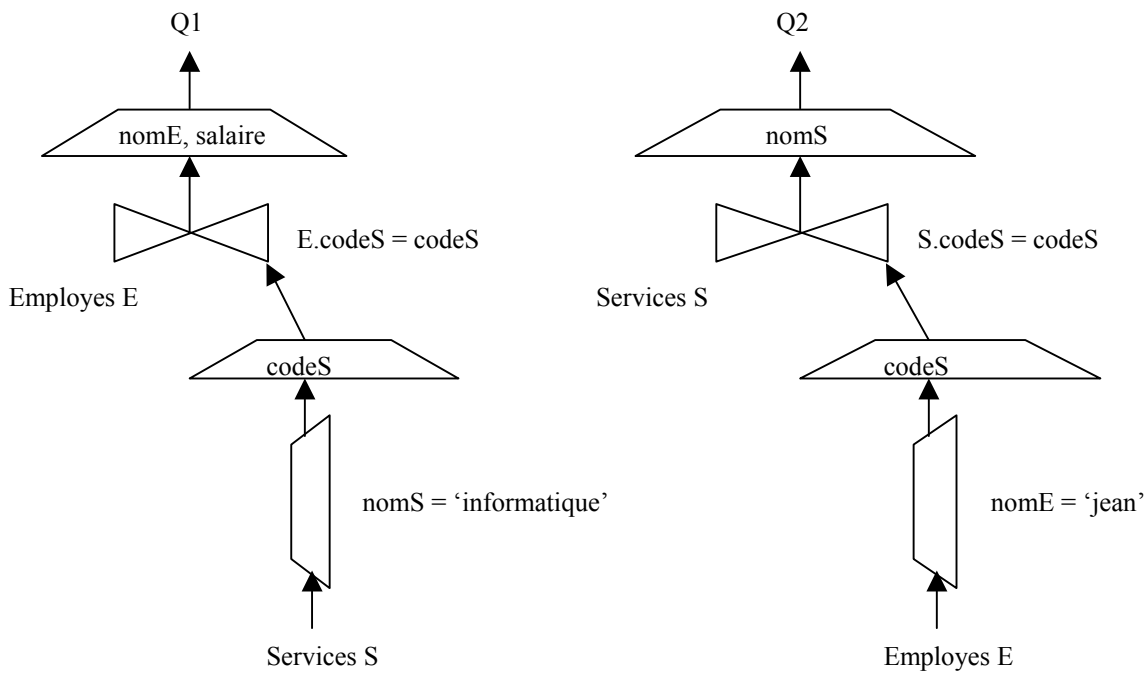 Q1
nomE, salaire
E.codeS = codeS
Employes E
codeS
nomS = ‘informatique’
Services S
Q2
nomS
S.codeS = codeS
Services S
codeS
nomE = ‘jean’
Employes E